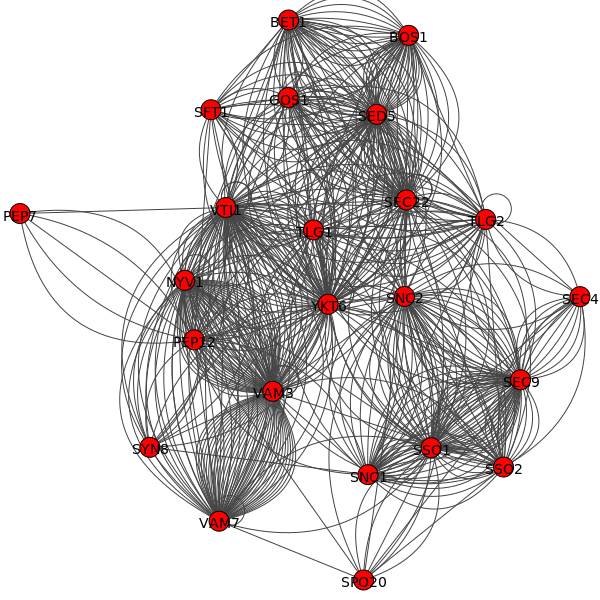 BET1
BOS1
GOS1
SFT1
SED5
SEC22
VTI1
PEP7
TLG2
TLG1
NYV1
SEC4
SNC2
YKT6
PEP12
SEC9
VAM3
SYN8
SSO1
SSO2
SNC1
VAM7
SPO20